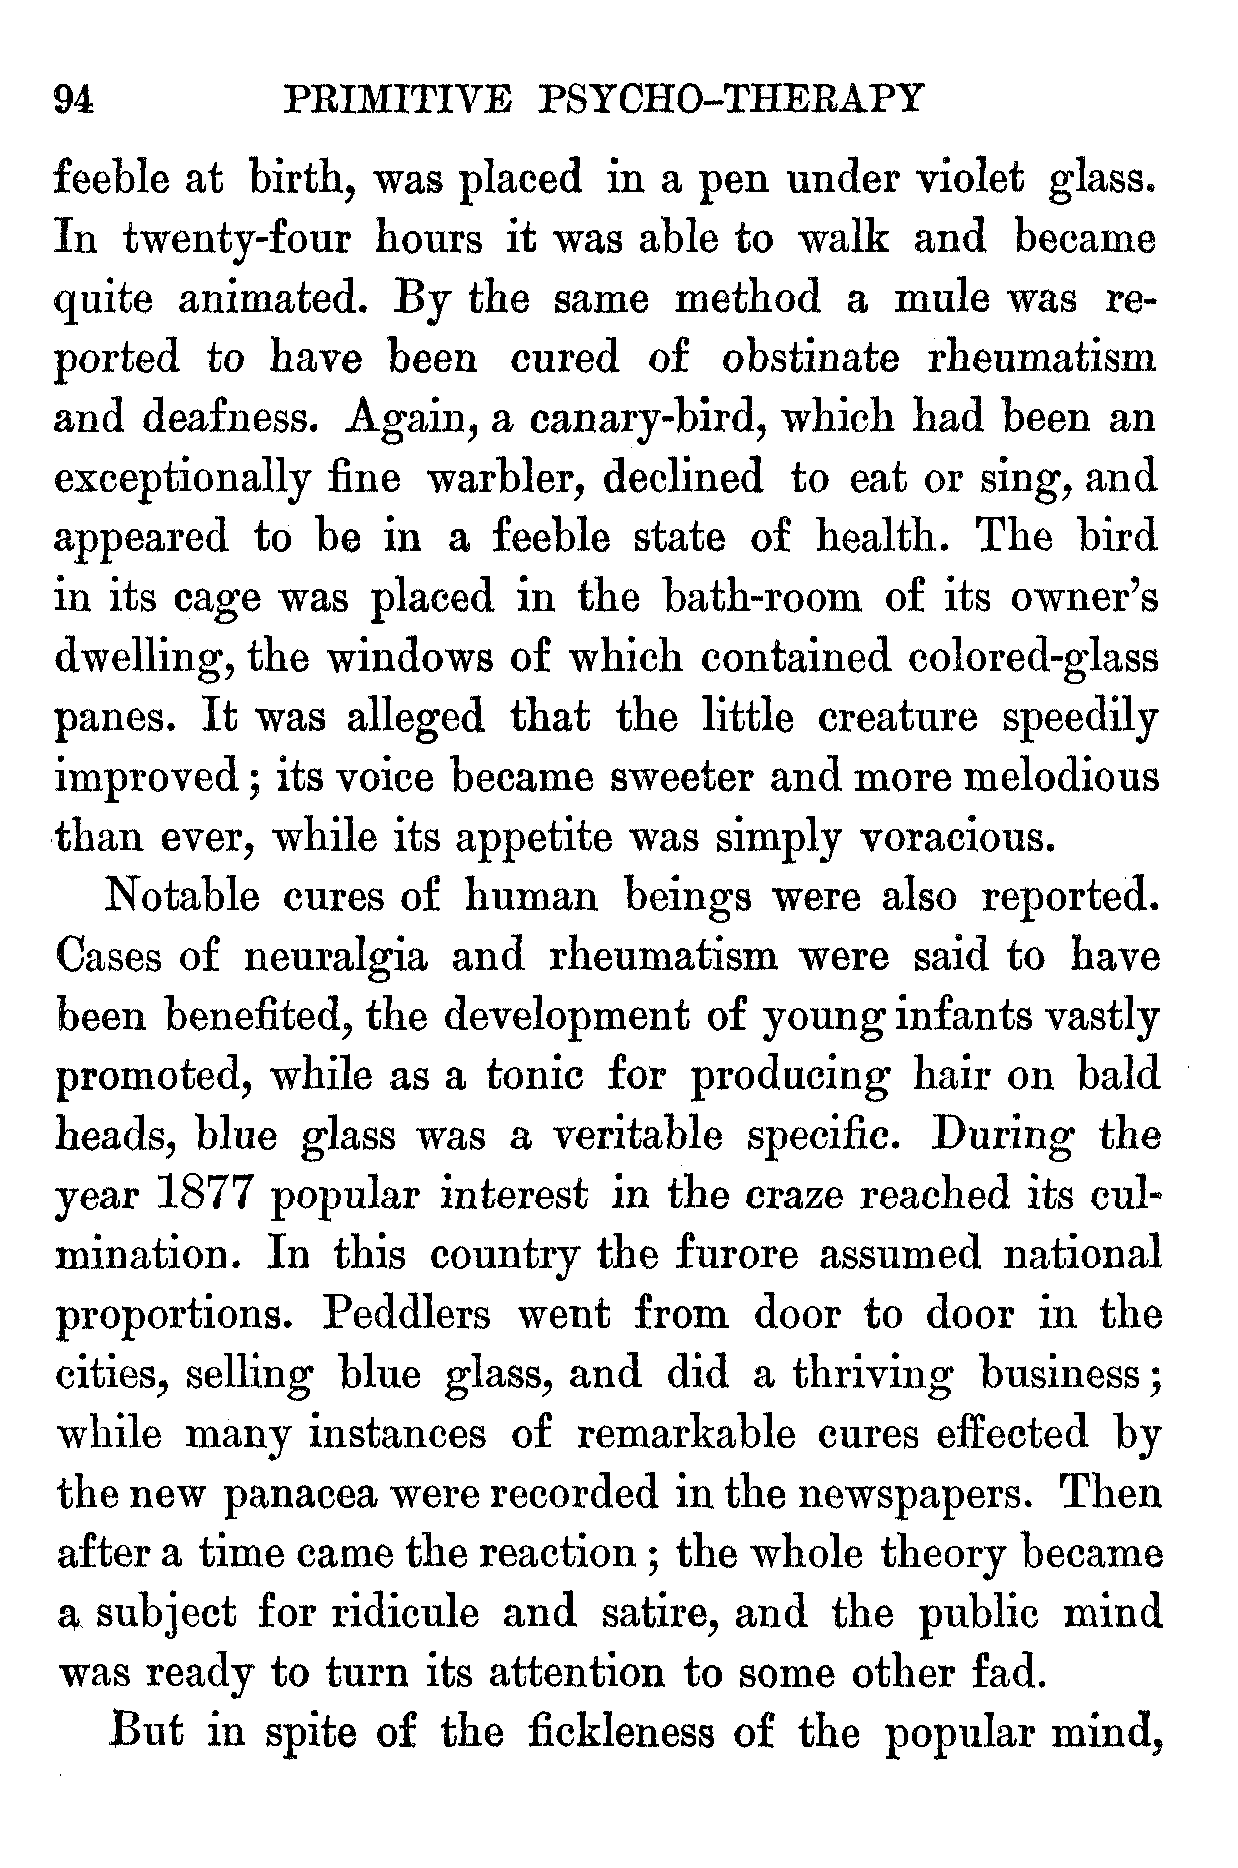 94 PRIMITIVE PSYCHO-THERAPY
feeble at birth, was placed in a pen under violet glass.
In twenty-four hours it was able to walk and became
quite animated. By the same method a mule was re-
ported to have been cured of obstinate rheumatism
and deafness. Again, a canary-bird, which had been an
exceptionally fine warbler, declined to eat or sing, and
appeared to be in a feeble state of health. The bird
in its cage was placed in the bath-room of its owner's
dwelling, the windows of which contained colored-glass
panes. It was alleged that the little creature speedily
improved; its voice became sweeter and more melodious
than ever, while its appetite was simply voracious.
Notable cures of human beings were also reported.
Cases of neuralgia and rheumatism were said to have
been benefited, the development of young infants vastly
promoted, while as a tonic for producing hair on bald
heads, blue glass was a veritable specific. During the
year 1877 popular interest in the craze reached its cul-
mination. In this country the furore assumed national
proportions. Peddlers went from door to door in the
cities, selling blue glass, and did a thriving business;
while many instances of remarkable cures effected by
the new panacea were recorded in the newspapers. Then
after a time came the reaction; the whole theory became
a subject for ridicule and satire, and the public mind
was ready to turn its attention to some other fad.
But in spite of the fickleness of the popular mind,